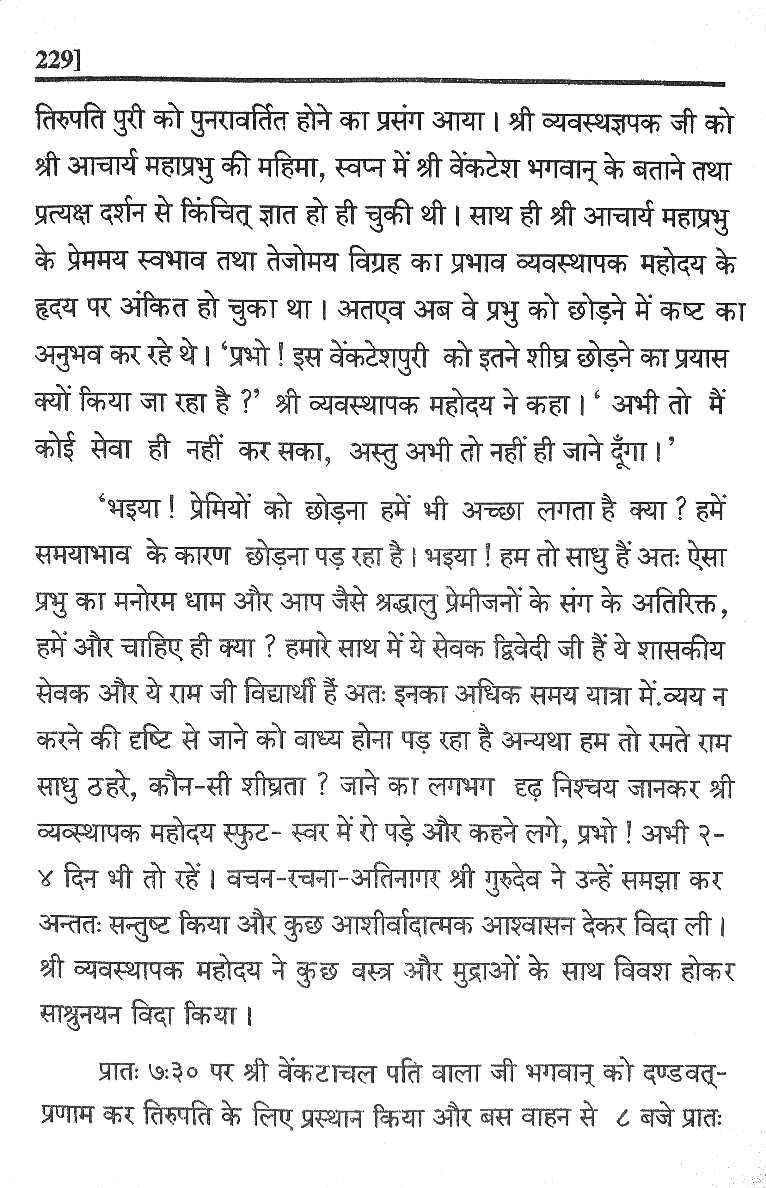 229]
तिरुपति पुरी को पुनरावर्तित होने का प्रसंग आया। श्री व्यवस्थज्ञपक जी को
श्री आचार्य महाप्रभु की महिमा, स्वप्न में श्री वेंकटेश भगवान् के बताने तथा
प्रत्यक्ष दर्शन से किंचित् ज्ञात हो ही चुकी थी। साथ ही श्री आचार्य महाप्रभु
के प्रेममय स्वभाव तथा तेजोमय विग्रह का प्रभाव व्यवस्थापक महोदय के
हृदय पर अंकित हो चुका था। अतएव अब वे प्रभु को छोड़ने में कष्ट का
अनुभव कर रहे थे। ‘प्रभो ! इस वेंकटेशपुरी को इतने शीघ्र छोड़ने का प्रयास
क्यों किया जा रहा है ?’ श्री व्यवस्थापक महोदय ने कहा। ‘ अभी तो मैं
कोई सेवा ही नहीं कर सका, अस्तु अभी तो नहीं ही जाने दूँगा।’
‘भइया ! प्रेमियों को छोड़ना हमें भी अच्छा लगता है क्या ? हमें
समयाभाव के कारण छोड़ना पड़ रहा है। भइया ! हम तो साधु हैं अतः ऐसा
प्रभु का मनोरम धाम और आप जैसे श्रद्धालु प्रेमीजनों के संग के अतिरिक्त,
हमें और चाहिए ही क्या ? हमारे साथ में ये सेवक द्विवेदी जी हैं ये शासकीय
सेवक और ये राम जी विद्यार्थी हैं अतः इनका अधिक समय यात्रा में.व्यय न
करने की दृष्टि से जाने को वाध्य होना पड़ रहा है अन्यथा हम तो रमते राम
साधु ठहरे, कौन-सी शीघ्रता ? जाने का लगभग दृढ़ निश्चय जानकर श्री
व्यव्स्थापक महोदय स्फुट- स्वर में रो पड़े और कहने लगे, प्रभो ! अभी २-
४ दिन भी तो रहें। वचन-रचना-अतिनागर श्री गुरुदेव ने उन्हें समझा कर
अन्ततः सन्तुष्ट किया और कुछ आशीर्वादात्मक आश्वासन देकर विदा ली।
श्री व्यवस्थापक महोदय ने कुछ वस्त्र और मुद्राओं के साथ विवश होकर
साश्रुनयन विदा किया।
प्रातः ७:३० पर श्री वेंकटाचल पति वाला जी भगवान् को दण्डवत्-
प्रणाम कर तिरुपति के लिए प्रस्थान किया और बस वाहन से ८ बजे प्रातः